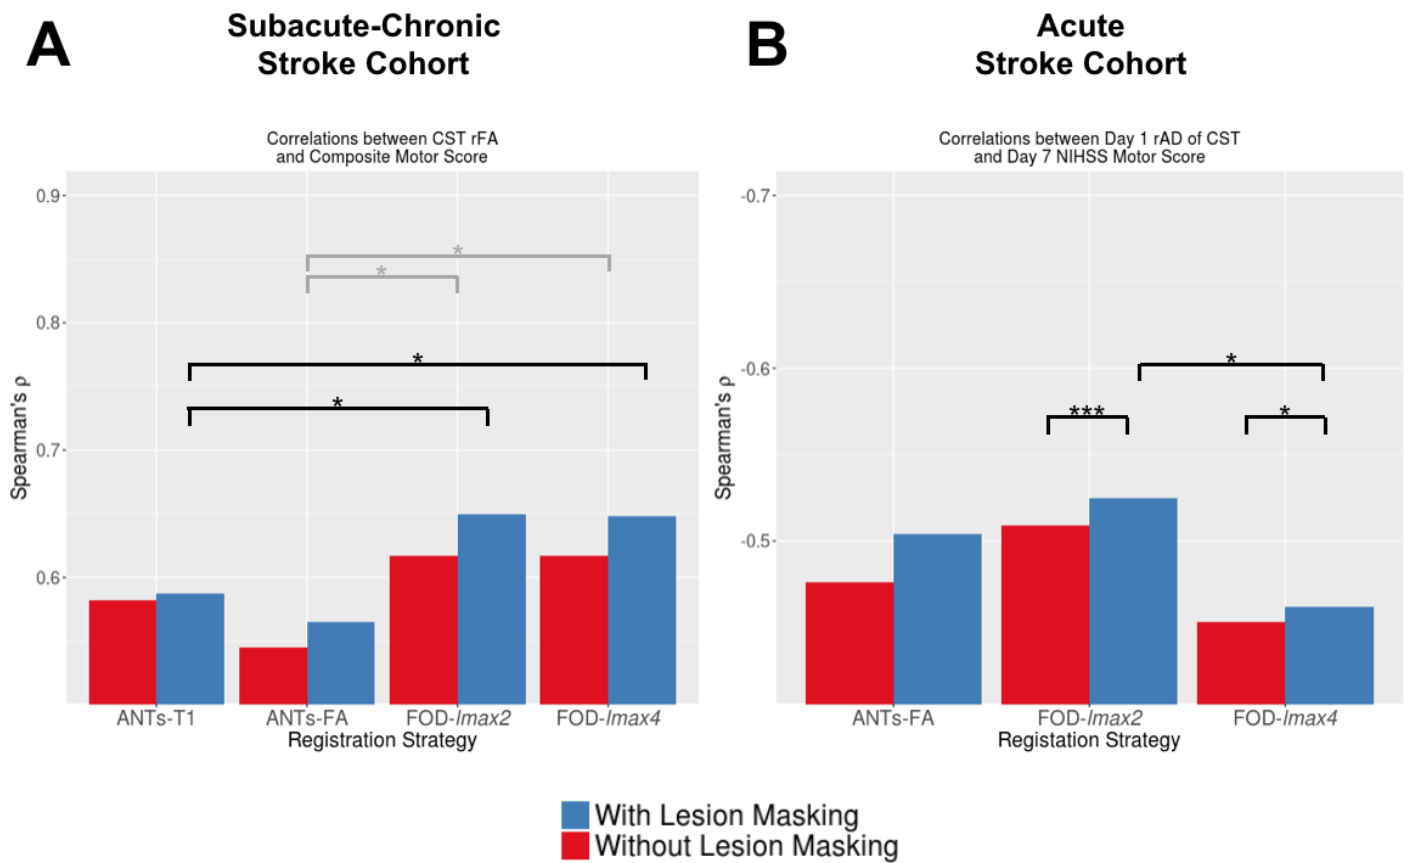 A
Subacute-Chronic
Stroke Cohort
Correlations between CST rFA
and Composite Motor Score
0.9
0.8
0.7
0.6
Spearman's ρ
*
*
*
*
ANTs-T1
ANTs-FA
FOD-lmax2
FOD-lmax4
Registration Strategy
B
Acute
Stroke Cohort
Correlations between Day 1 rAD of CST
and Day 7 NIHSS Motor Score
-0.7
-0.6
-0.5
Spearman's ρ
*
***
*
ANTs-FA
FOD-lmax2
FOD-lmax4
Registation Strategy
With Lesion Masking
Without Lesion Masking